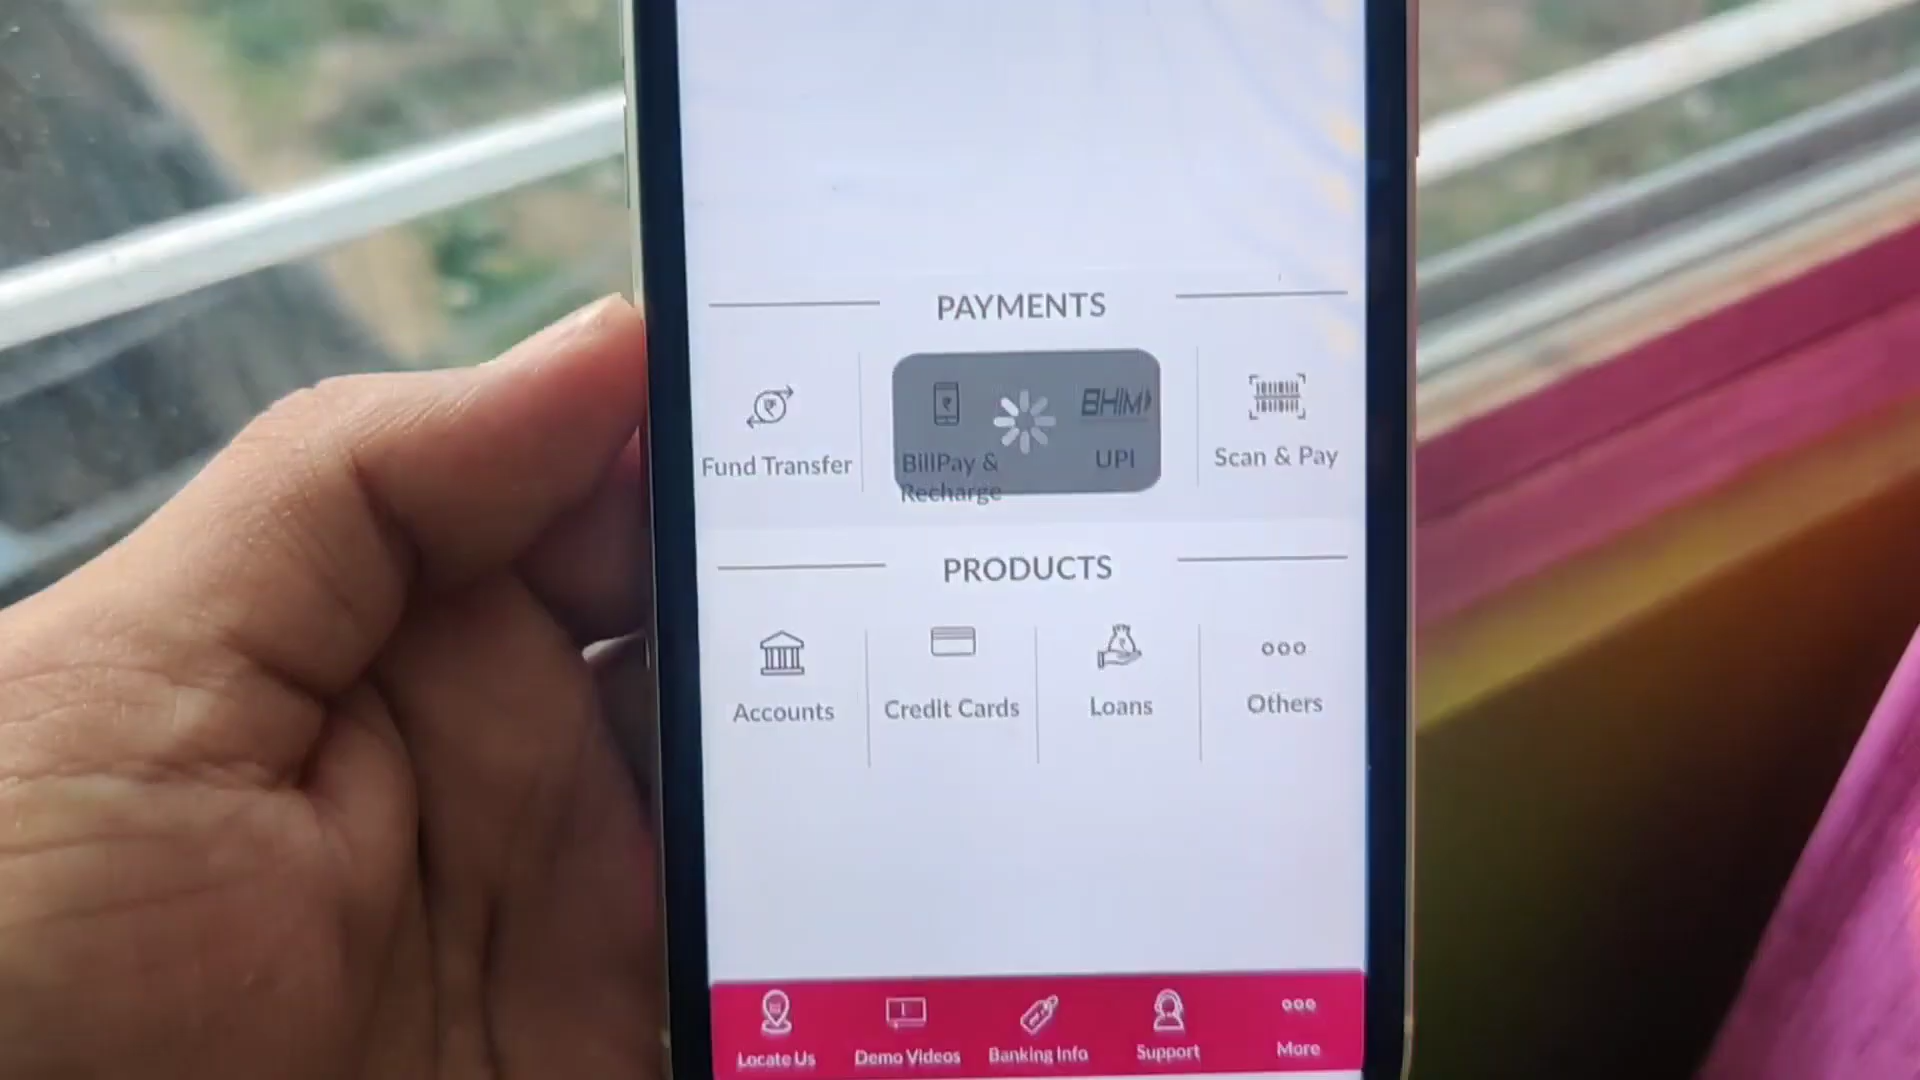 PAYMENTS
BHIM
Fund Transfer
BillPay &
Recharge
UPI
Scan & Pay
PRODUCTS
Accounts
Credit Cards
Loans
Others
Locate Us
Demo Videos
Banking Info
Support
More